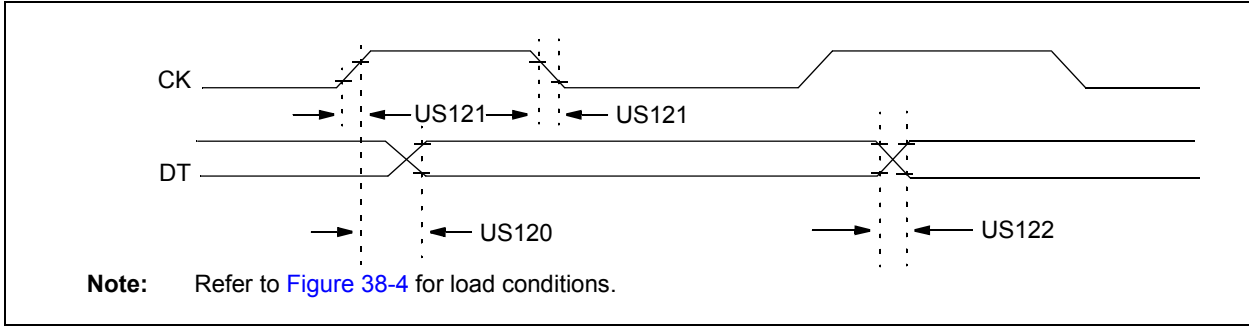 CK
US121 US121
DT
US120 US122
Note: Refer to Figure 38-4 for load conditions.